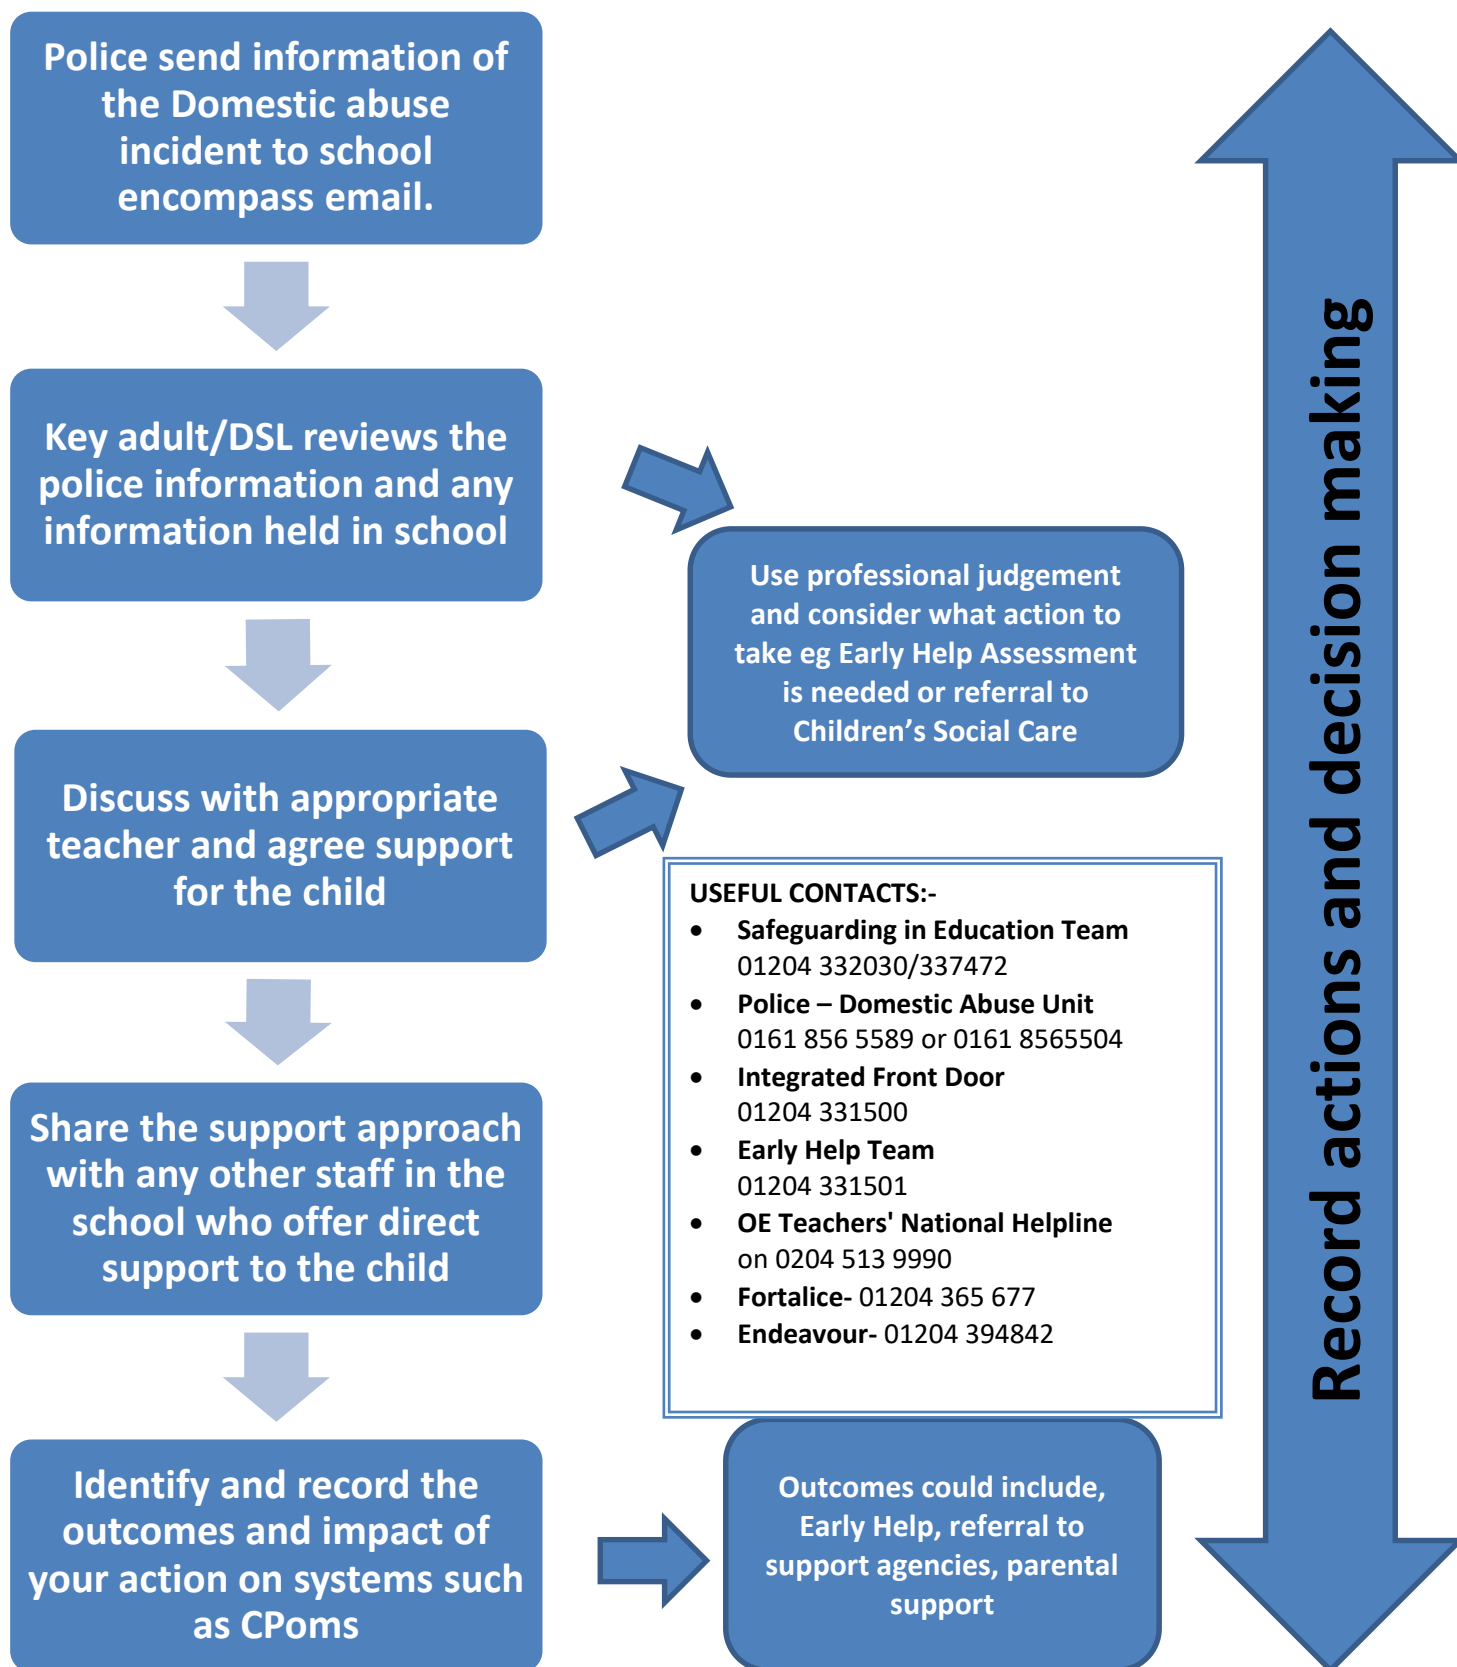 Police send information of
the Domestic abuse
incident to school
encompass email.
Key adult/DSL reviews the
police information and any
information held in school
Use professional judgement
and consider what action to
take eg Early Help Assessment
is needed or referral to
Children’s Social Care
Discuss with appropriate
teacher and agree support
for the child
USEFUL CONTACTS:-
• Safeguarding in Education Team
01204 332030/337472
• Police – Domestic Abuse Unit
0161 856 5589 or 0161 8565504
• Integrated Front Door
01204 331500
• Early Help Team
01204 331501
• OE Teachers' National Helpline
on 0204 513 9990
• Fortalice- 01204 365 677
• Endeavour- 01204 394842
Share the support approach
with any other staff in the
school who offer direct
support to the child
Identify and record the
outcomes and impact of
your action on systems such
as CPoms
Outcomes could include,
Early Help, referral to
support agencies, parental
support
Record actions and decision making